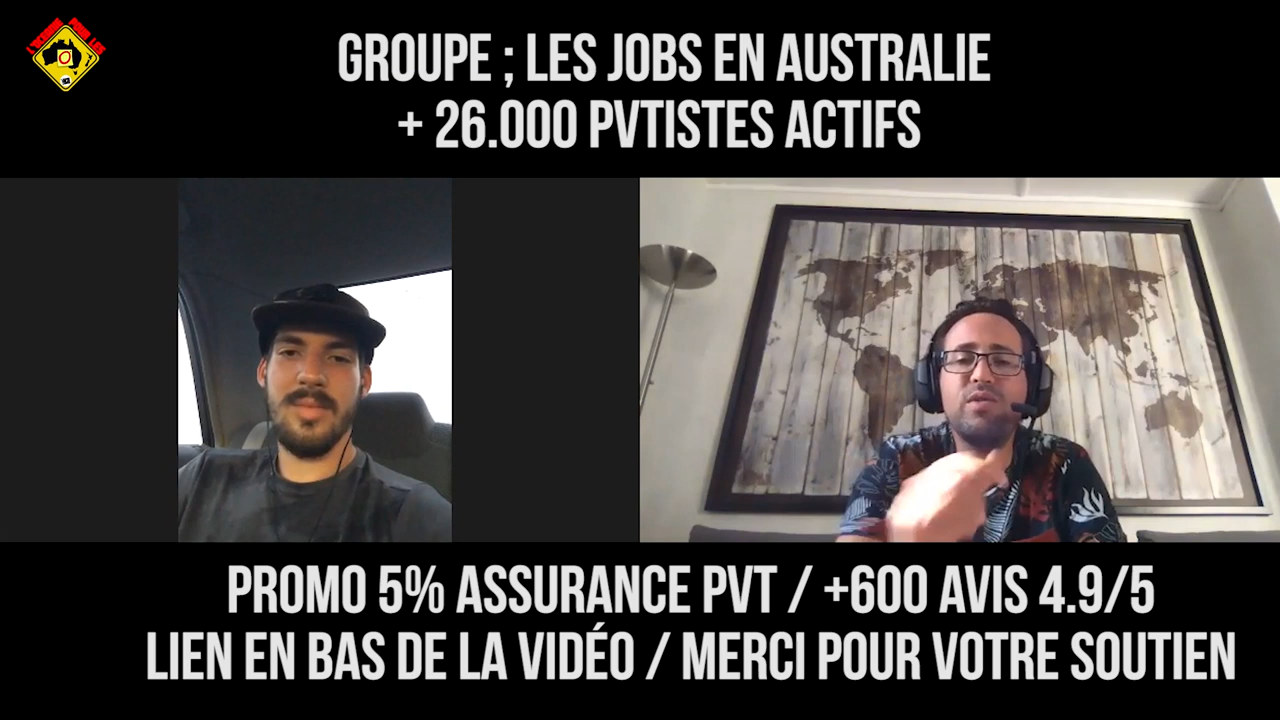 GROUPE ; LES JOBS EN AUSTRALIE
+ 26.000 PVTISTES ACTIFS
PROMO 5% ASSURANCE PVT / +600 AVIS 4.9/5
LIEN EN BAS DE LA VIDÉO / MERCI POUR VOTRE SOUTIEN